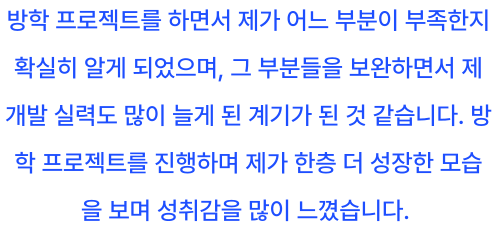 방학 프로젝트를 하면서 제가 어느 부분이 부족한지
확실히 알게 되었으며, 그 부분들을 보완하면서 제
개발 실력도 많이 늘게 된 계기가 된 것 같습니다. 방
학 프로젝트를 진행하며 제가 한층 더 성장한 모습
을 보며 성취감을 많이 느꼈습니다.